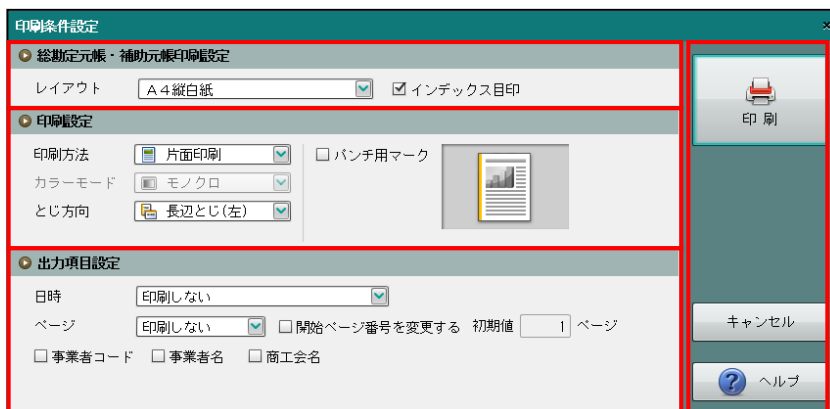 印刷条件設定 ×
総勘定元帳・補助元帳印刷設定
レイアウト A4縦白紙 インデックス目印
印刷
印刷設定
印刷方法 片面印刷 パンチ用マーク
カラーモード モノクロ
とじ方向 長辺とじ(左)
出力項目設定
日時 印刷しない
ページ 印刷しない 開始ページ番号を変更する 初期値 1 ページ
キャンセル
事業者コード 事業者名 商工会名
? ヘルプ